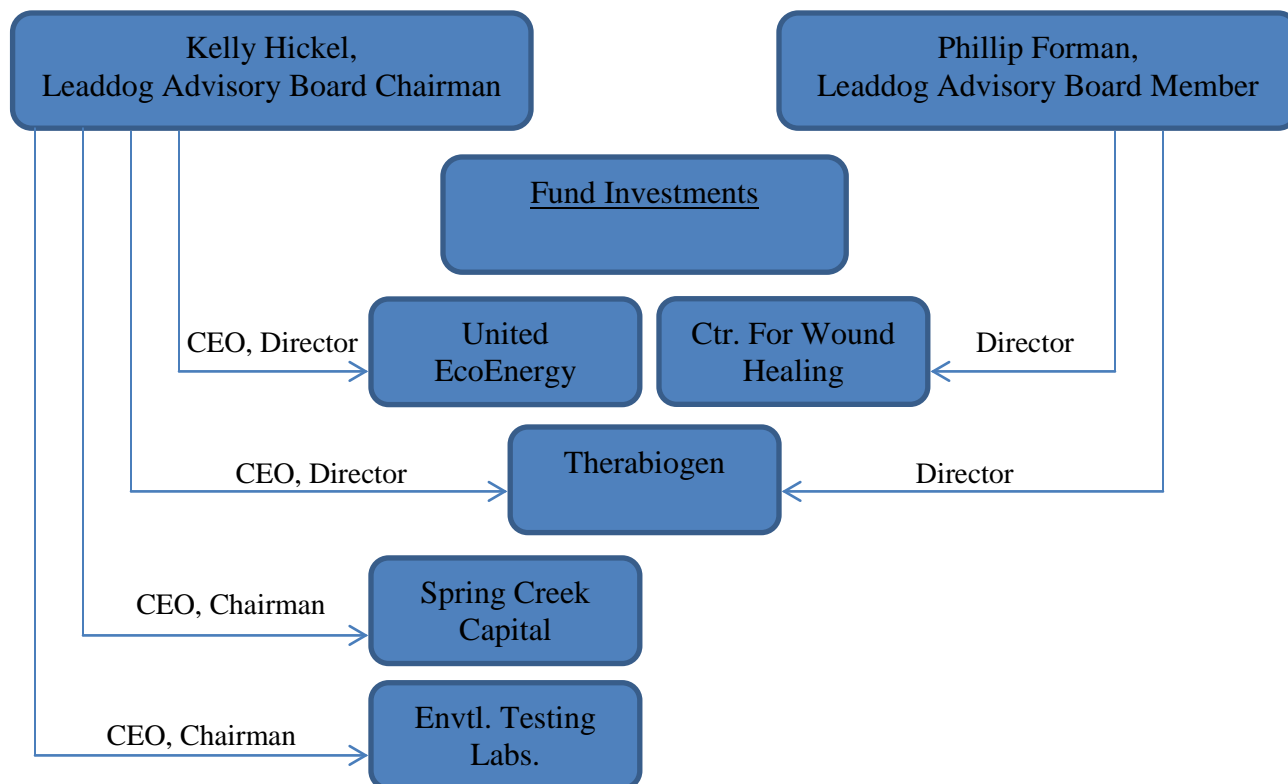 Kelly Hickel,
Leaddog Advisory Board Chairman
Phillip Forman,
Leaddog Advisory Board Member
Fund Investments
CEO, Director
United
EcoEnergy
Ctr. For Wound
Healing
Director
CEO, Director
Therabiogen
Director
CEO, Chairman
Spring Creek
Capital
CEO, Chairman
Envtl. Testing
Labs.